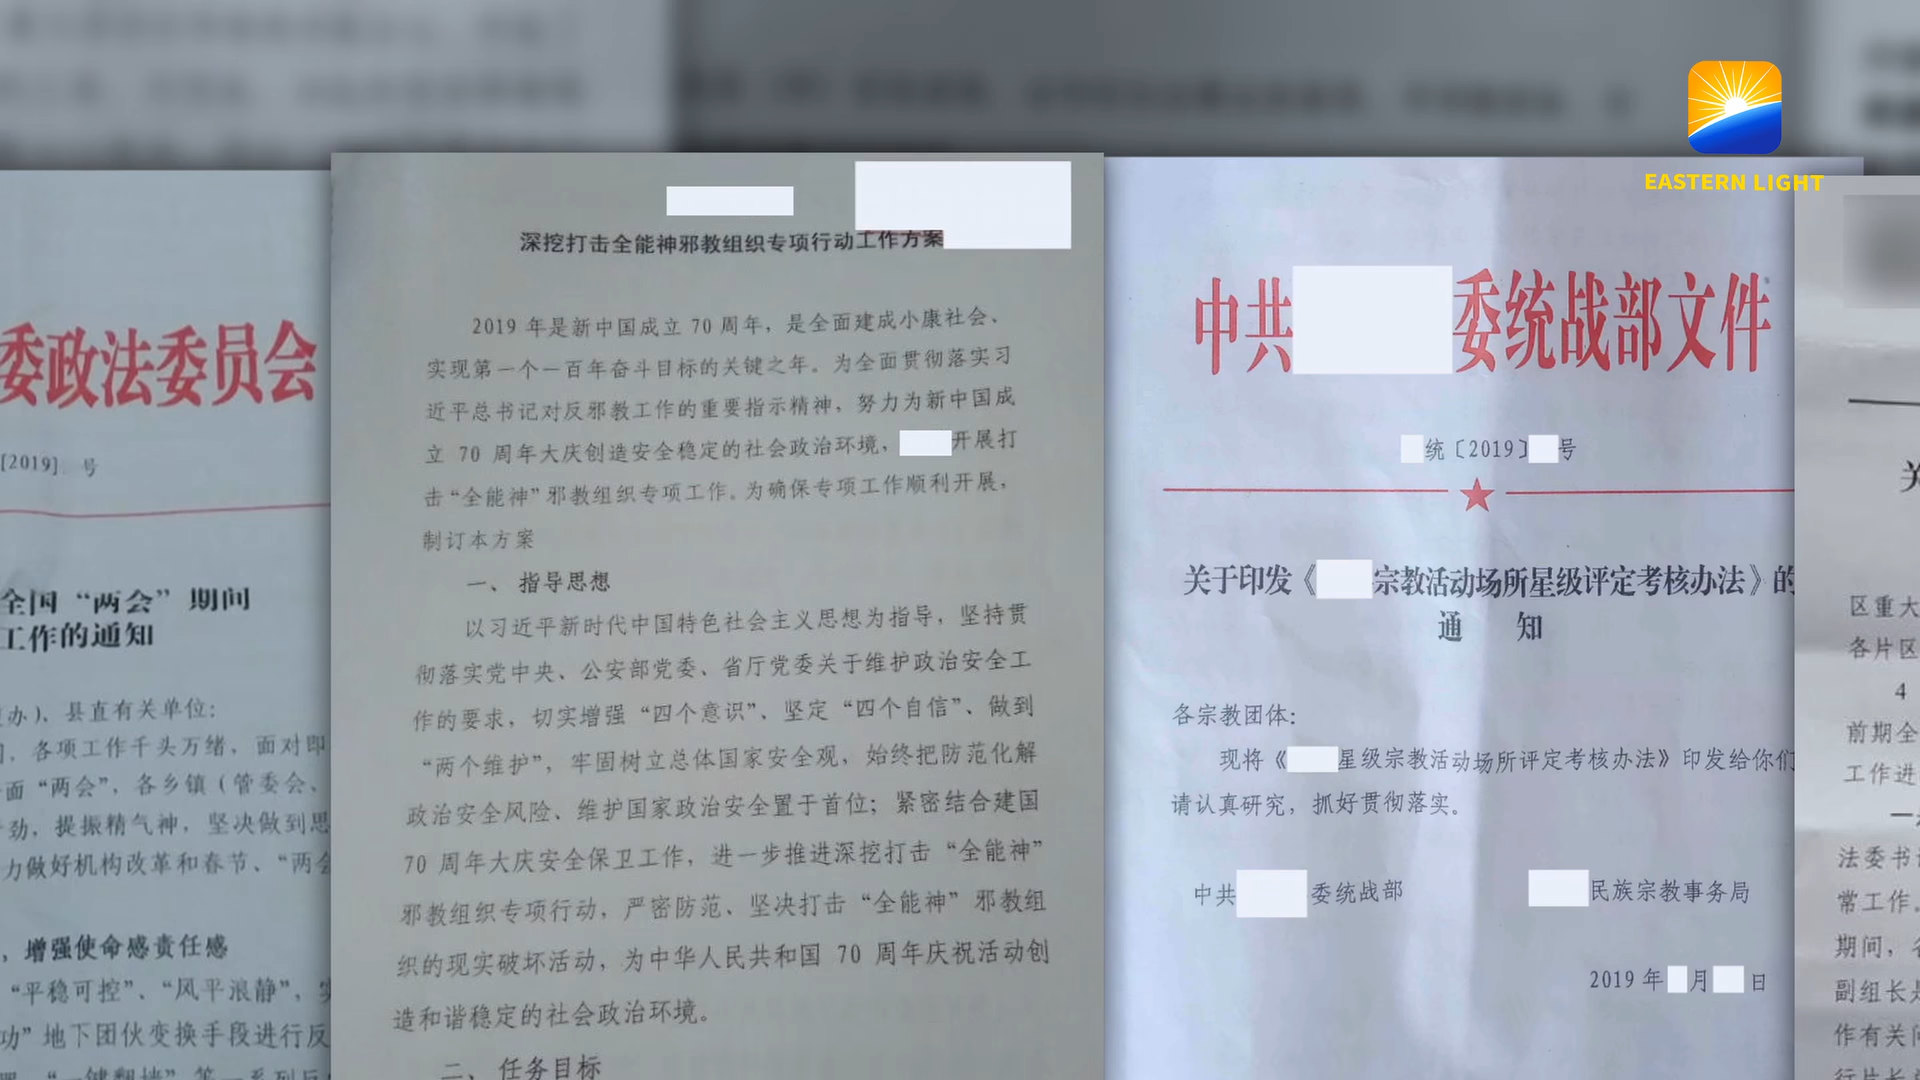 EASTERN LIGHT
委政法委员会
[2019] 号
全国“两会”期间
工作的通知
办)、县直有关单位:
各项工作千头万绪,面对即
面“两会”,各乡镇(管委会、
劲,提振精气神,坚决做到思
力做好机构改革和春节、“两会
,增强使命感责任感
“平稳可控”、“风平浪静”,实
功”地下团伙变换手段进行反
深挖打击全能神邪教组织专项行动工作方案
2019 年是新中国成立 70 周年,是全面建成小康社会、
实现第一个一百年奋斗目标的关键之年。为全面贯彻落实习
近平总书记对反邪教工作的重要指示精神,努力为新中国成
立 70 周年大庆创造安全稳定的社会政治环境, 开展打
击“全能神”邪教组织专项工作。为确保专项工作顺利开展,
制订本方案
一、 指导思想
以习近平新时代中国特色社会主义思想为指导,坚持贯
彻落实党中央、公安部党委、省厅党委关于维护政治安全工
作的要求,切实增强“四个意识”、坚定“四个自信”、做到
“两个维护”,牢固树立总体国家安全观,始终把防范化解
政治安全风险、维护国家政治安全置于首位;紧密结合建国
70 周年大庆安全保卫工作,进一步推进深挖打击“全能神”
邪教组织专项行动,严密防范、坚决打击“全能神”邪教组
织的现实破坏活动,为中华人民共和国 70 周年庆祝活动创
造和谐稳定的社会政治环境。
二、 任务目标
中共 委统战部文件
统〔2019〕 号
关于印发《 宗教活动场所星级评定考核办法》的
通 知
各宗教团体:
现将《 星级宗教活动场所评定考核办法》印发给你们
请认真研究,抓好贯彻落实。
中共 委统战部 民族宗教事务局
2019 年 月 日
区重大
各片区
4
前期全
工作进
法委书
常工作
期间,
副组长
作有关